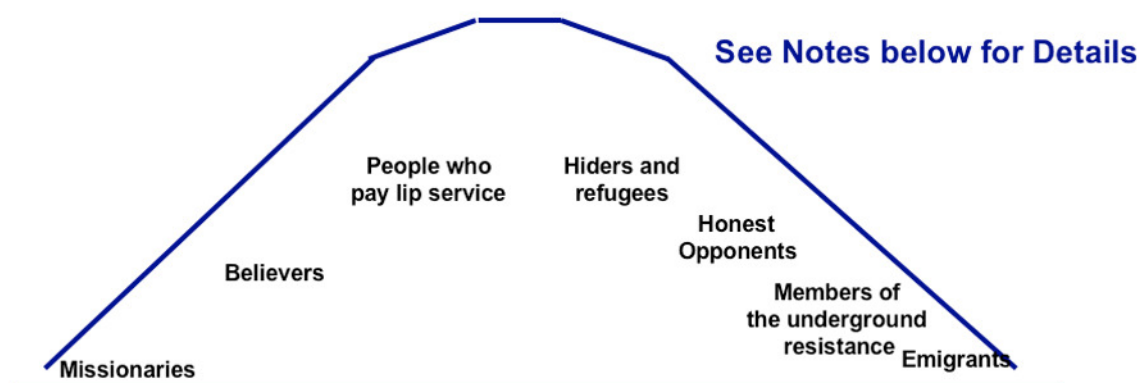 See Notes below for Details
People who
pay lip service
Hiders and
refugees
Honest
Opponents
Believers
Members of
the underground
resistance
Emigrants
Missionaries